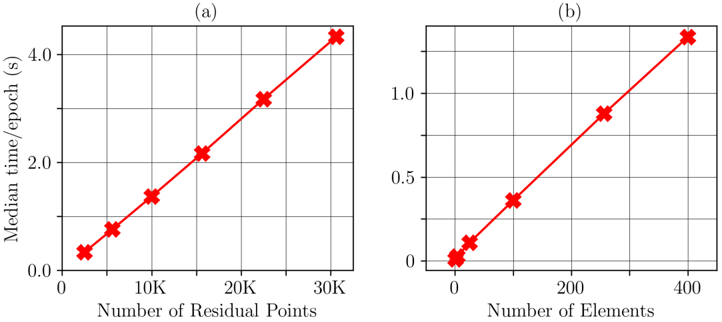 (a)
(b)
Median time/epoch (s)
4.0
2.0
0.0
0 10K 20K 30K
Number of Residual Points
1.0
0.5
0
0 200 400
Number of Elements